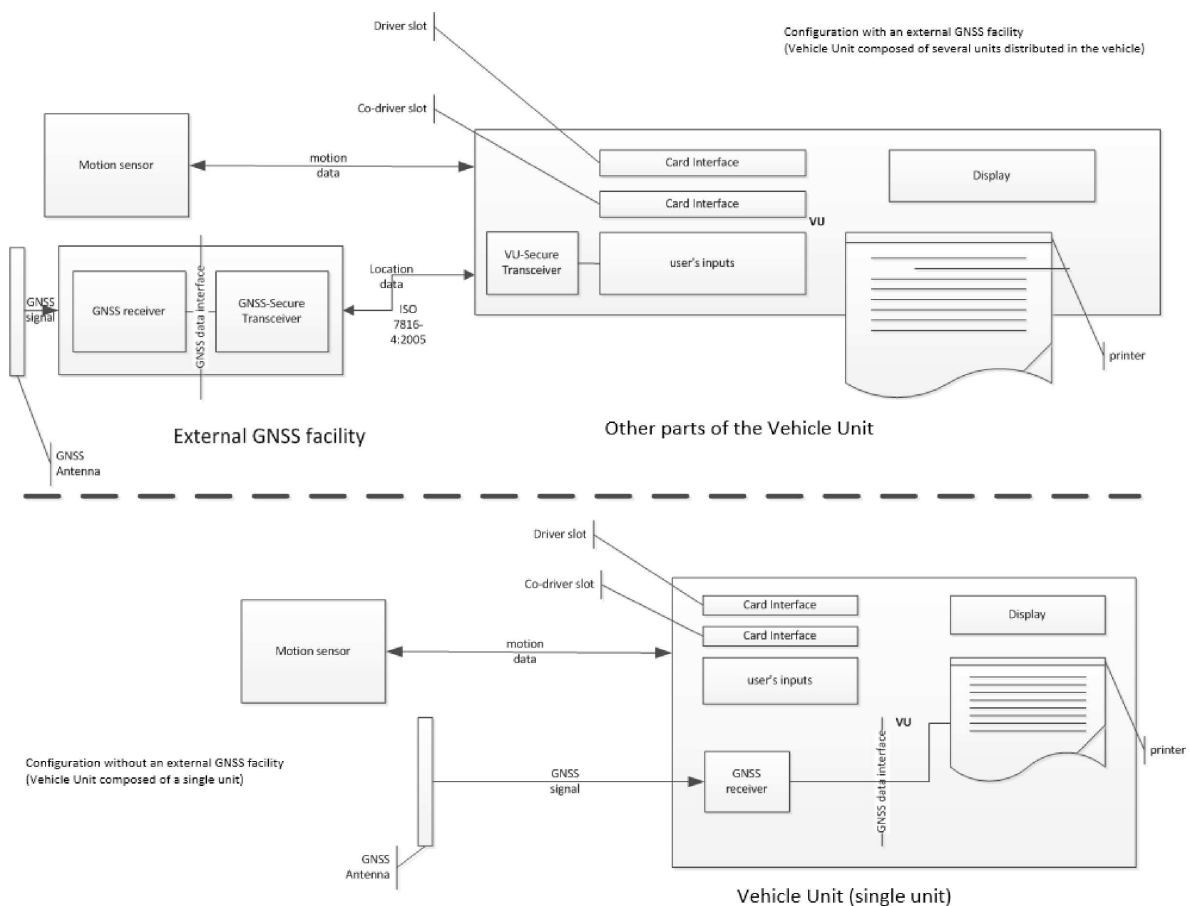 Driver slot
Configuration with an external GNSS facility
(Vehicle Unit composed of several units distributed in the vehicle)
Co-driver slot
Motion sensor
motion
data
Card Interface
Card Interface
Display
VU
VU-Secure
Transceiver
user's inputs
GNSS
signal
GNSS receiver
GNSS data interface
GNSS-Secure
Transceiver
Location
data
ISO
7816-
4:2005
printer
External GNSS facility
Other parts of the Vehicle Unit
GNSS
Antenna
Driver slot
Co-driver slot
Motion sensor
motion
data
Card Interface
Card Interface
Display
user's inputs
VU
printer
Configuration without an external GNSS facility
(Vehicle Unit composed of a single unit)
GNSS
signal
GNSS
receiver
GNSS data interface
GNSS
Antenna
Vehicle Unit (single unit)